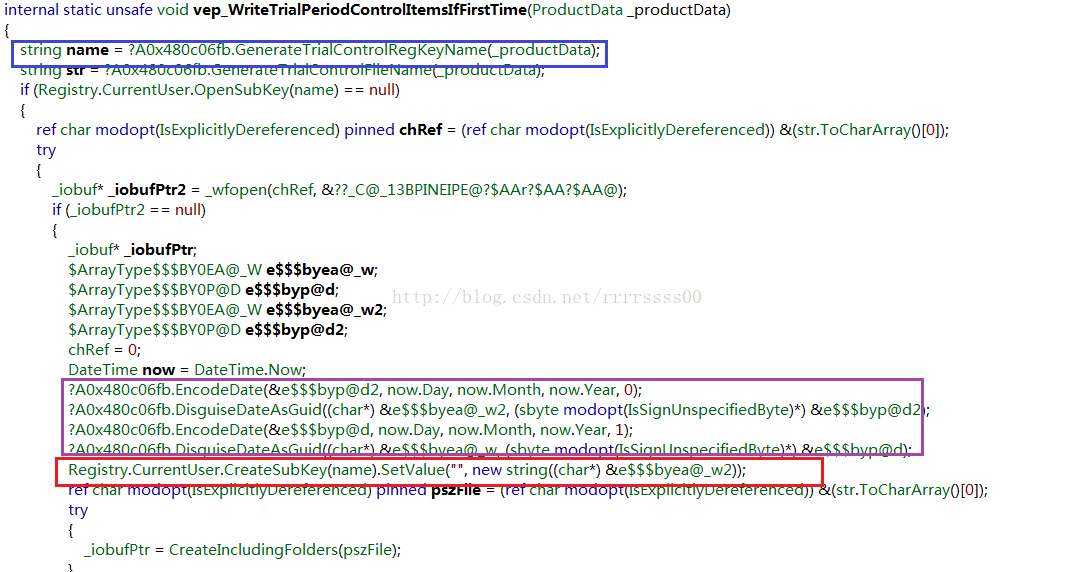 internal static unsafe void vep_WriteTrialPeriodControlItemsIfFirstTime(ProductData _productData)
{
string name = ?A0x480c06fb.GenerateTrialControlRegKeyName(_productData);
string str = ?A0x480c06fb.GenerateTrialControlFileName(_productData);
if (Registry.CurrentUser.OpenSubKey(name) == null)
{
ref char modopt(IsExplicitlyDereferenced) pinned chRef = (ref char modopt(IsExplicitlyDereferenced)) &(str.ToCharArray()[0]);
try
{
_iobuf* _iobufPtr2 = _wfopen(chRef, &??_C@_13BPINEIPE@?$AAr?$AA?$AA@);
if (_iobufPtr2 == null)
{
_iobuf* _iobufPtr;
$ArrayType$$$BY0EA@_W e$$$byea@_w;
$ArrayType$$$BY0P@D e$$$byp@d;
$ArrayType$$$BY0EA@_W e$$$byea@_w2;
http://blog.csdn.net/rrrrssss00
$ArrayType$$$BY0P@D e$$$byp@d2;
chRef = 0;
DateTime now = DateTime.Now;
?A0x480c06fb.EncodeDate(&e$$$byp@d2, now.Day, now.Month, now.Year, 0);
?A0x480c06fb.DisguiseDateAsGuid((char*) &e$$$byea@_w2, (sbyte modopt(IsSignUnspecifiedByte)*) &e$$$byp@d2);
?A0x480c06fb.EncodeDate(&e$$$byp@d, now.Day, now.Month, now.Year, 1);
?A0x480c06fb.DisguiseDateAsGuid((char*) &e$$$byea@_w, (sbyte modopt(IsSignUnspecifiedByte)*) &e$$$byp@d);
Registry.CurrentUser.CreateSubKey(name).SetValue("", new string((char*) &e$$$byea@_w2));
ref char modopt(IsExplicitlyDereferenced) pinned pszFile = (ref char modopt(IsExplicitlyDereferenced)) &(str.ToCharArray()[0]);
try
{
_iobufPtr = CreateIncludingFolders(pszFile);
}